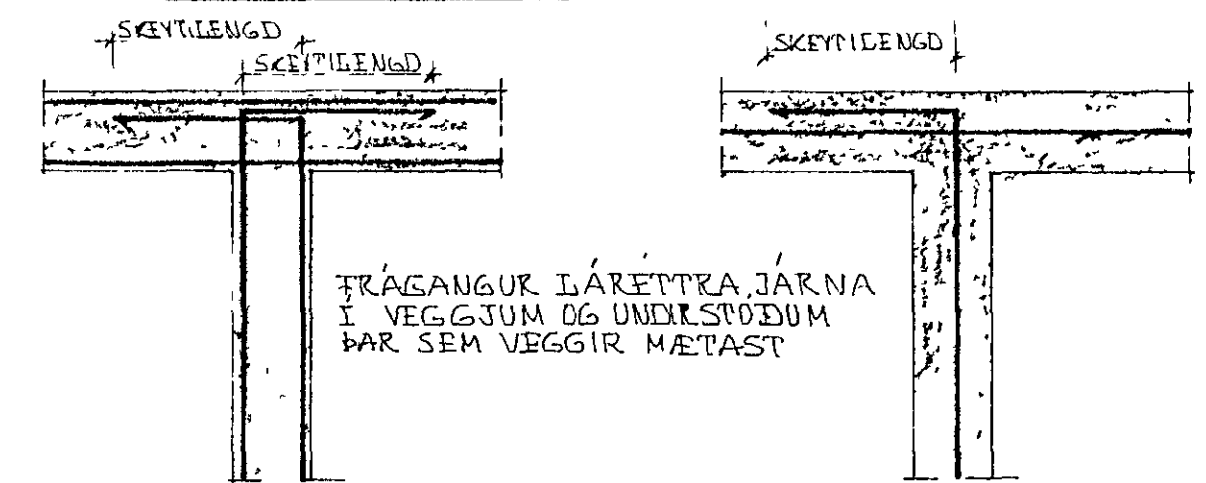 SKEYTILENGD
SKEYTILENGD
SKEYTILENGD
FRÁGANGUR LÁRÉTTRA JÁRNA
Í VEGGJUM OG UNDIRSTÖÐUM
ÞAR SEM VEGGIR MÆTAST